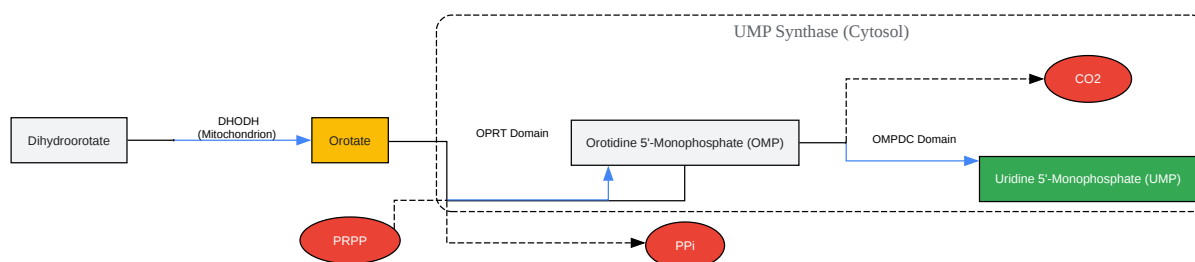 UMP Synthase (Cytosol)
CO2
DHODH
(Mitochondrion)
Dihydroorotate
Orotate
OPRT Domain
Orotidine 5'-Monophosphate (OMP)
OMPDC Domain
Uridine 5'-Monophosphate (UMP)
PRPP
PPi